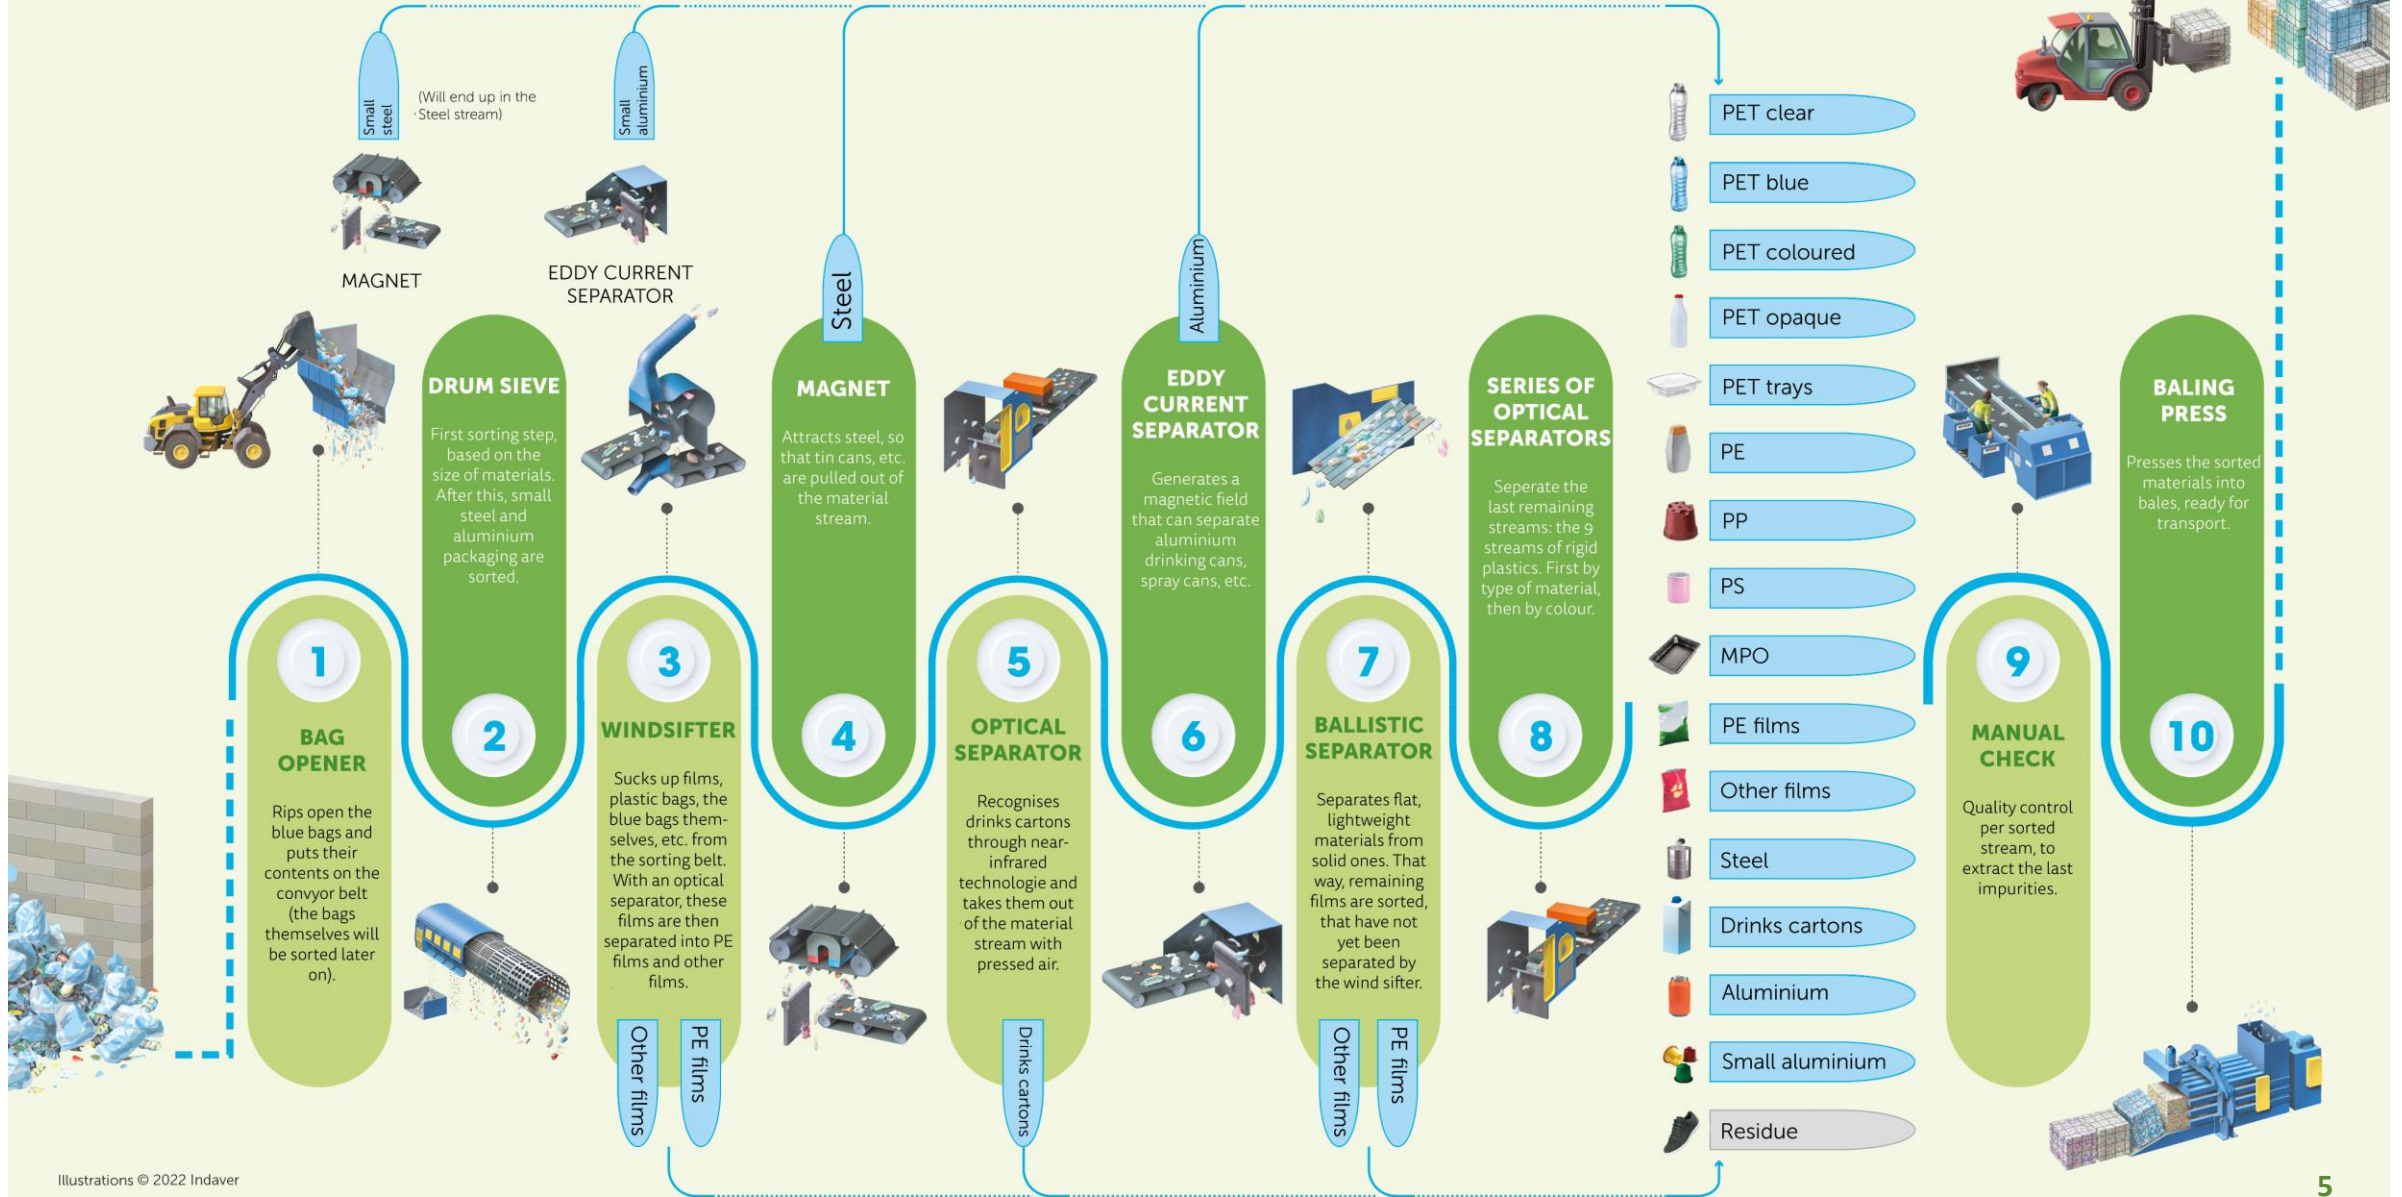 Small
steel
(Will end up in the
Steel stream)
Small
aluminium
MAGNET
EDDY CURRENT
SEPARATOR
1
BAG
OPENER
Rips open the
blue bags and
puts their
contents on the
convyor belt
(the bags
themselves will
be sorted later
on).
DRUM SIEVE
First sorting step,
based on the
size of materials.
After this, small
steel and
aluminium
packaging are
sorted.
2
3
WINDSIFTER
Sucks up films,
plastic bags, the
blue bags them-
selves, etc. from
the sorting belt.
With an optical
separator, these
films are then
separated into PE
films and other
films.
Other films
PE films
Steel
MAGNET
Attracts steel, so
that tin cans, etc.
are pulled out of
the material
stream.
4
5
OPTICAL
SEPARATOR
Recognises
drinks cartons
through near-
infrared
technologie and
takes them out
of the material
stream with
pressed air.
Drinks cartons
Aluminium
EDDY
CURRENT
SEPARATOR
Generates a
magnetic field
that can separate
aluminium
drinking cans,
spray cans, etc.
6
7
BALLISTIC
SEPARATOR
Separates flat,
lightweight
materials from
solid ones. That
way, remaining
films are sorted,
that have not
yet been
separated by
the wind sifter.
Other films
PE films
SERIES OF
OPTICAL
SEPARATORS
Seperate the
last remaining
streams: the 9
streams of rigid
plastics. First by
type of material,
then by colour.
8
PET clear
PET blue
PET coloured
PET opaque
PET trays
PE
PP
PS
MPO
PE films
Other films
Steel
Drinks cartons
Aluminium
Small aluminium
Residue
9
MANUAL
CHECK
Quality control
per sorted
stream, to
extract the last
impurities.
BALING
PRESS
Presses the sorted
materials into
bales, ready for
transport.
10
Illustrations © 2022 Indaver
5